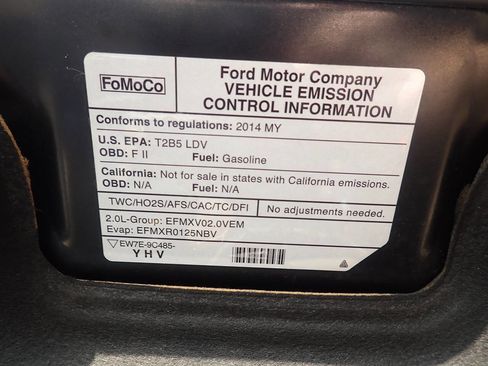 FoMoCo
Ford Motor Company
VEHICLE EMISSION
CONTROL INFORMATION
Conforms to regulations: 2014 MY
U.S. EPA: T2B5 LDV
OBD: F II Fuel: Gasoline
California: Not for sale in states with California emissions.
OBD: N/A Fuel: N/A
TWC/HO2S/AFS/CAC/TC/DFI
No adjustments needed.
2.0L-Group: EFMXV02.0VEM
Evap: EFMXR0125NBV
EW7E-9C485-
YHV